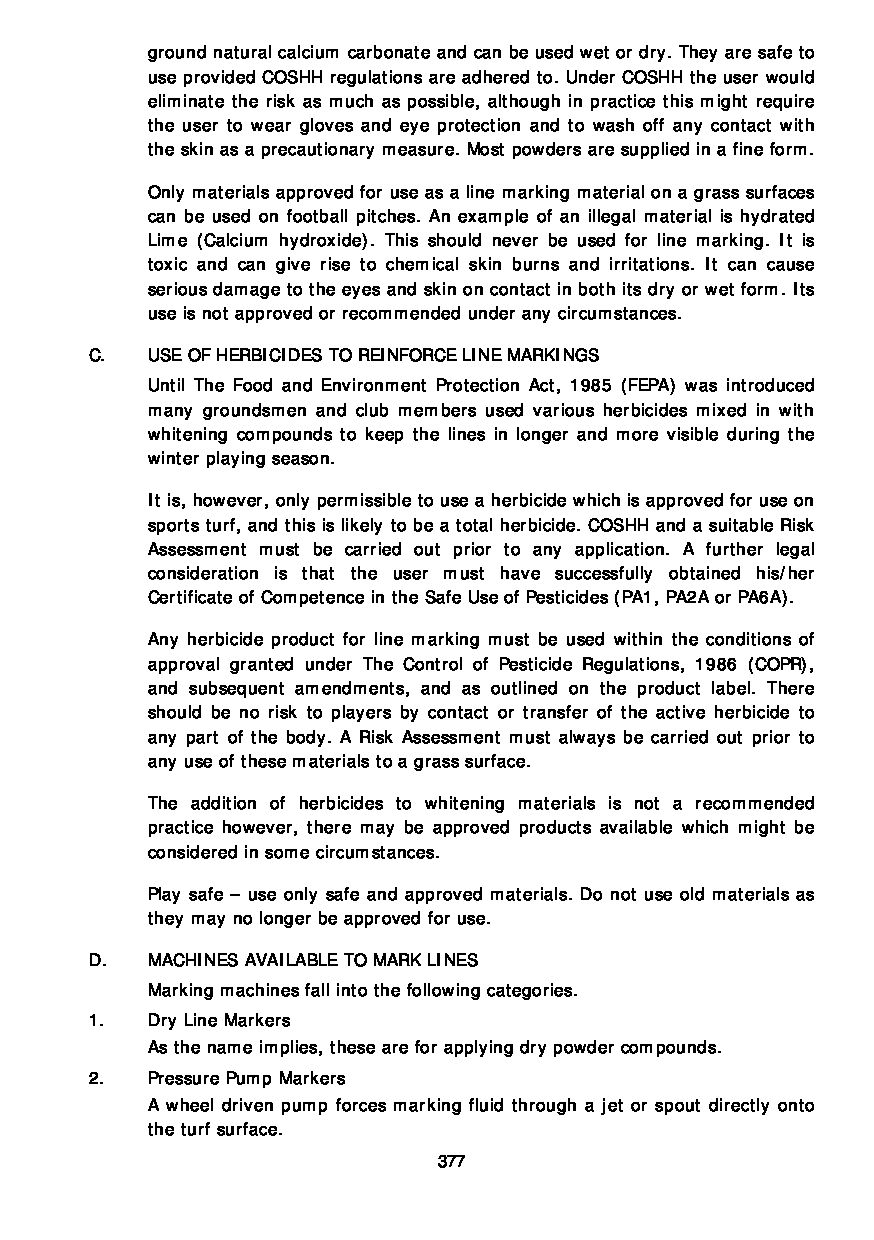 ground natural calcium carbonate and can be used wet or dry. They are safe to
use provided COSHH regulations are adhered to. Under COSHH the user would
eliminate the risk as much as possible, although in practice this might require
the user to wear gloves and eye protection and to wash off any contact with
the skin as a precautionary measure. Most powders are supplied in a fine form.
Only materials approved for use as a line marking material on a grass surfaces
can be used on football pitches. An example of an illegal material is hydrated
Lime (Calcium hydroxide). This should never be used for line marking. It is
toxic and can give rise to chemical skin burns and irritations. It can cause
serious damage to the eyes and skin on contact in both its dry or wet form. Its
use is not approved or recommended under any circumstances.
C. USE OF HERBICIDES TO REINFORCE LINE MARKINGS
Until The Food and Environment Protection Act, 1985 (FEPA) was introduced
many groundsmen and club members used various herbicides mixed in with
whitening compounds to keep the lines in longer and more visible during the
winter playing season.
It is, however, only permissible to use a herbicide which is approved for use on
sports turf, and this is likely to be a total herbicide. COSHH and a suitable Risk
Assessment must be carried out prior to any application. A further legal
consideration is that the user must have successfully obtained his/her
Certificate of Competence in the Safe Use of Pesticides (PA1, PA2A or PA6A).
Any herbicide product for line marking must be used within the conditions of
approval granted under The Control of Pesticide Regulations, 1986 (COPR),
and subsequent amendments, and as outlined on the product label. There
should be no risk to players by contact or transfer of the active herbicide to
any part of the body. A Risk Assessment must always be carried out prior to
any use of these materials to a grass surface.
The addition of herbicides to whitening materials is not a recommended
practice however, there may be approved products available which might be
considered in some circumstances.
Play safe – use only safe and approved materials. Do not use old materials as
they may no longer be approved for use.
D. MACHINES AVAILABLE TO MARK LINES
Marking machines fall into the following categories.
1. Dry Line Markers
As the name implies, these are for applying dry powder compounds.
2. Pressure Pump Markers
A wheel driven pump forces marking fluid through a jet or spout directly onto
the turf surface.
377